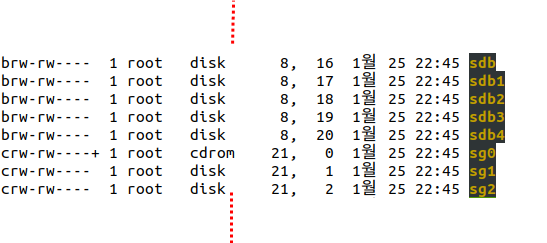 brw-rw----  1 root   disk      8,  16  1월  25 22:45 sdb
brw-rw----  1 root   disk      8,  17  1월  25 22:45 sdb1
brw-rw----  1 root   disk      8,  18  1월  25 22:45 sdb2
brw-rw----  1 root   disk      8,  19  1월  25 22:45 sdb3
brw-rw----  1 root   disk      8,  20  1월  25 22:45 sdb4
crw-rw----+ 1 root   cdrom    21,   0  1월  25 22:45 sg0
crw-rw----  1 root   disk     21,   1  1월  25 22:45 sg1
crw-rw----  1 root   disk     21,   2  1월  25 22:45 sg2